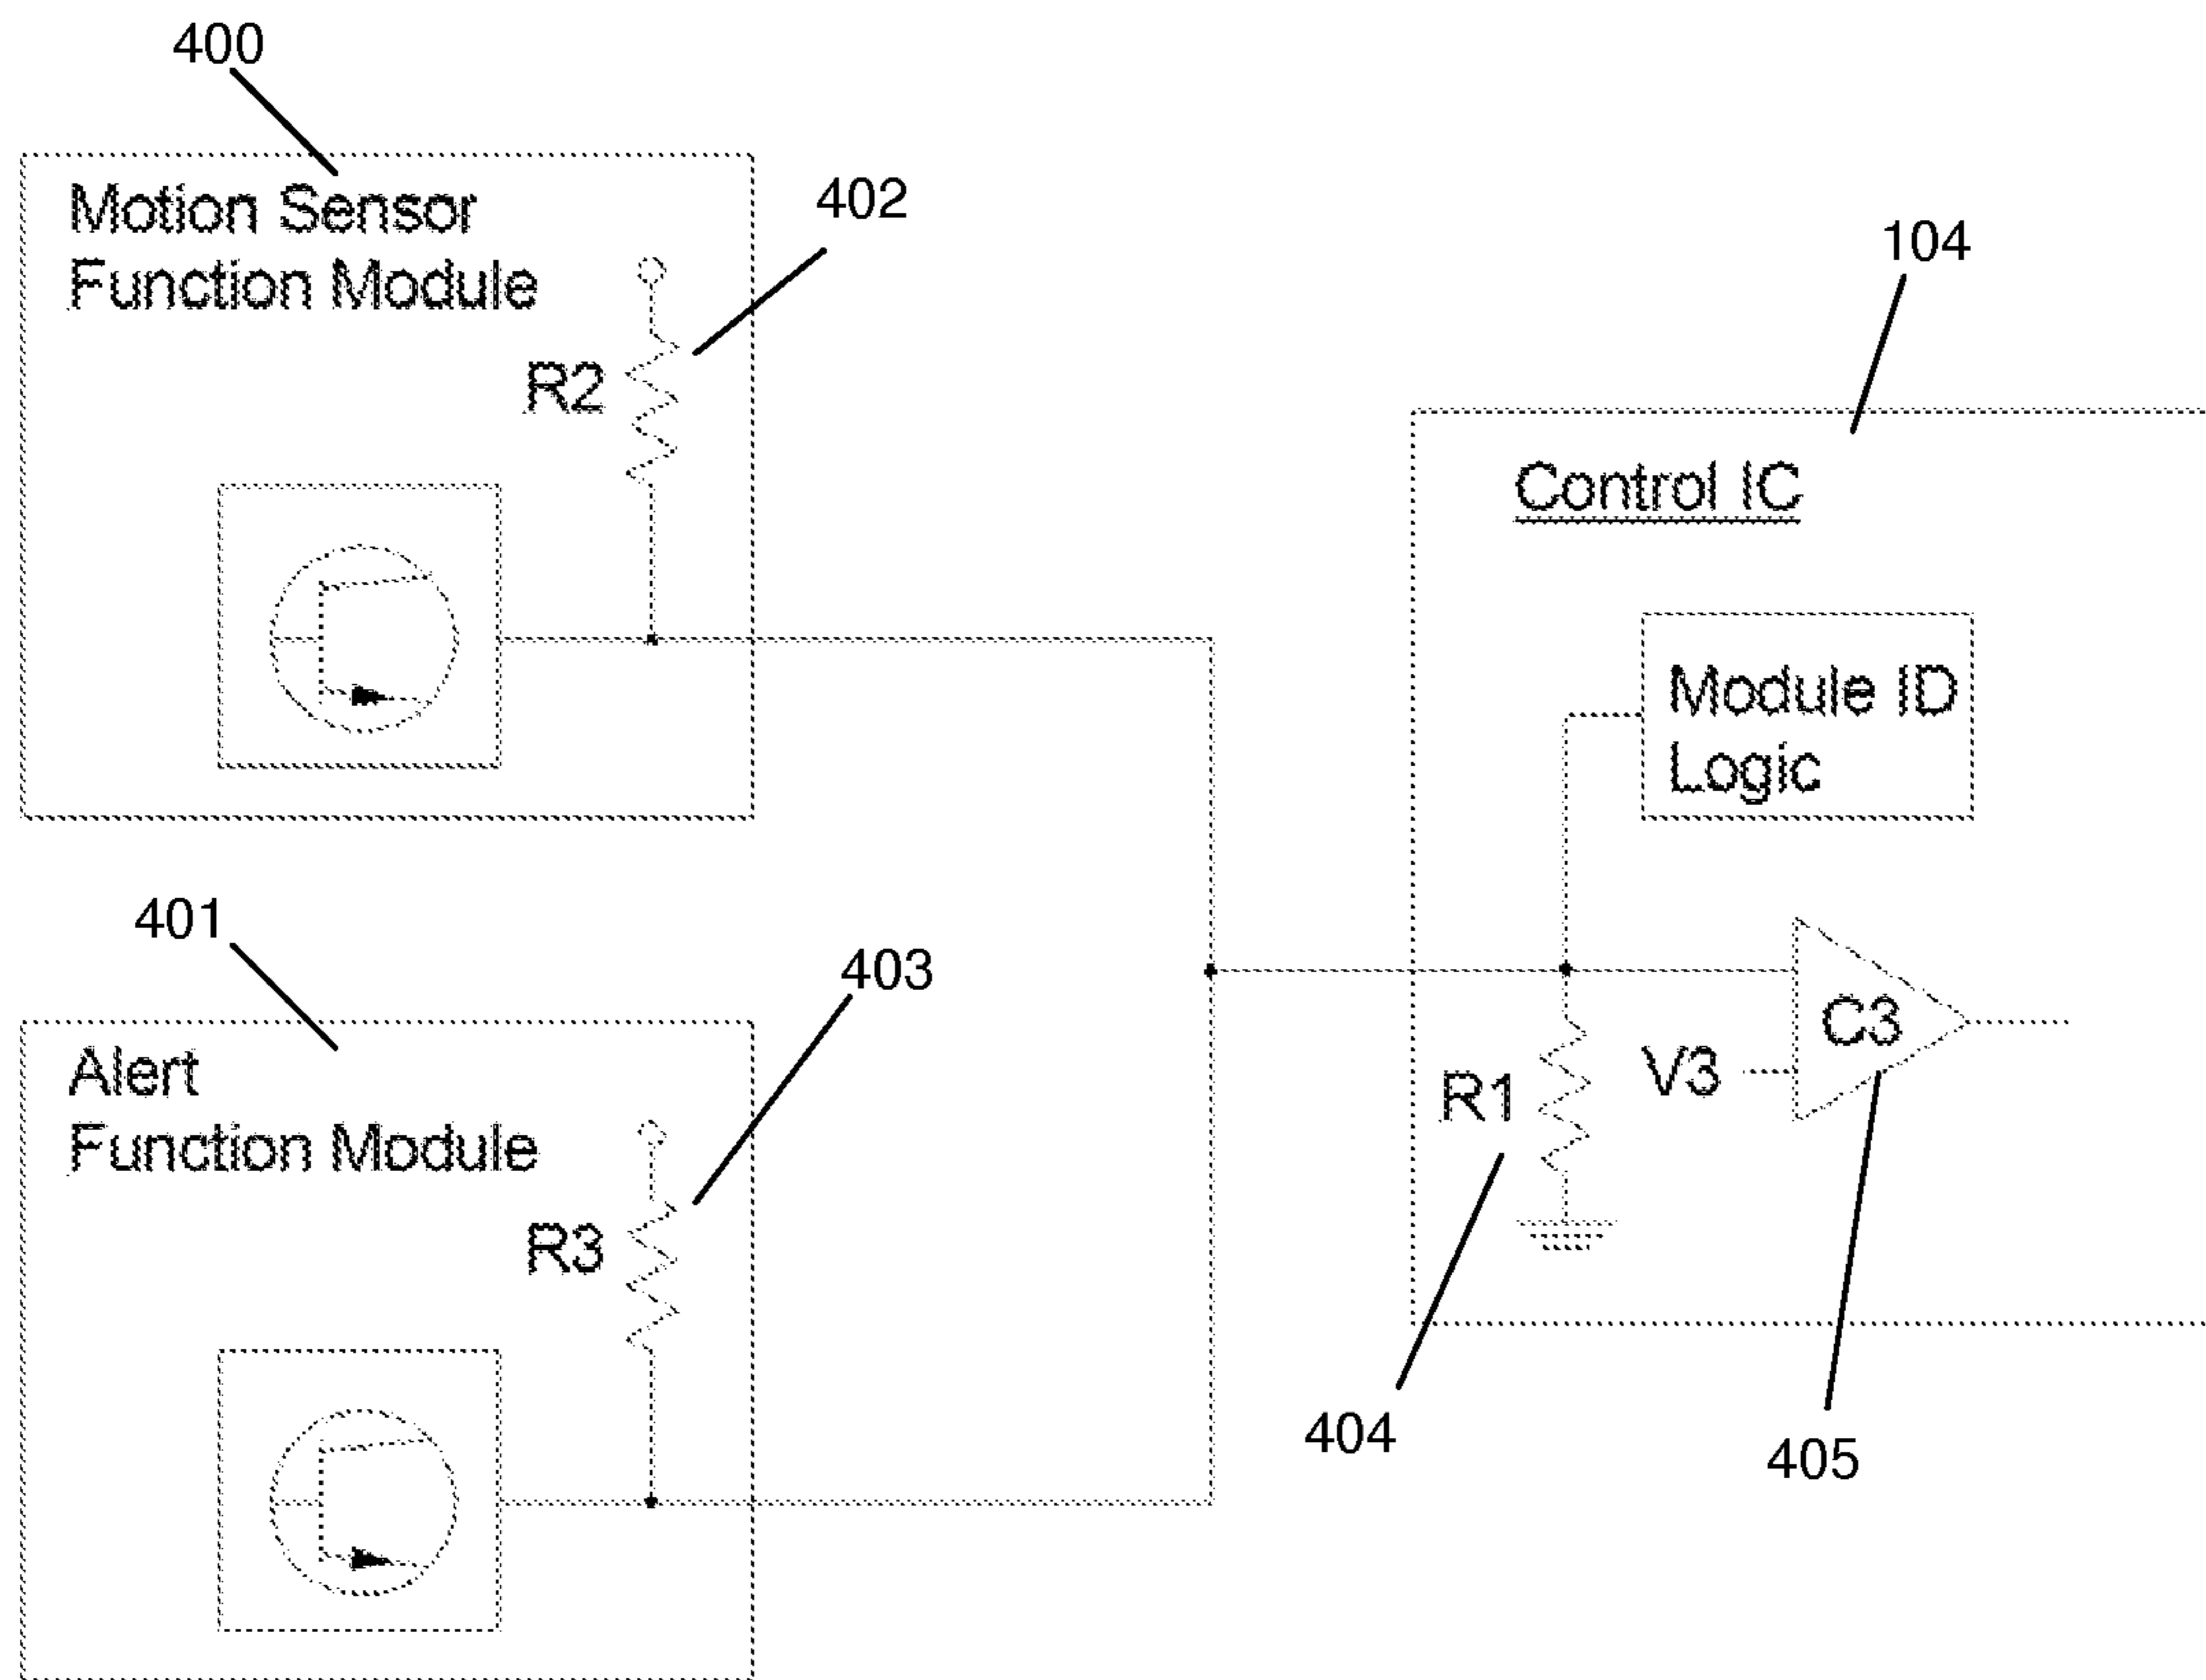 400
Motion Sensor
Function Module
402
R2
104
Control IC
Module ID
Logic
401
403
Alert
Function Module
R3
C3
V3
R1
404
405